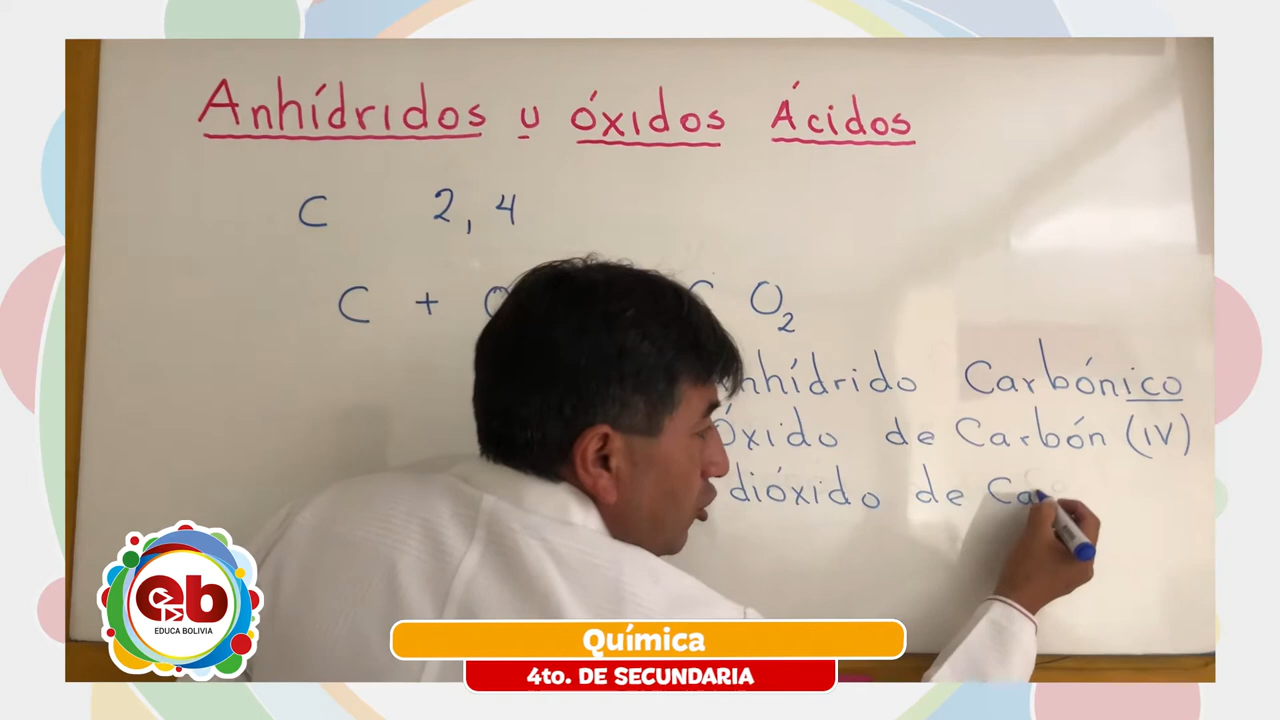 Anhídridos u óxidos Ácidos
C 2, 4
C + C O2
nhídrido Carbónico
Óxido de Carbón (IV)
dióxido de Ca
eb
EDUCA BOLIVIA
Química
4to. DE SECUNDARIA